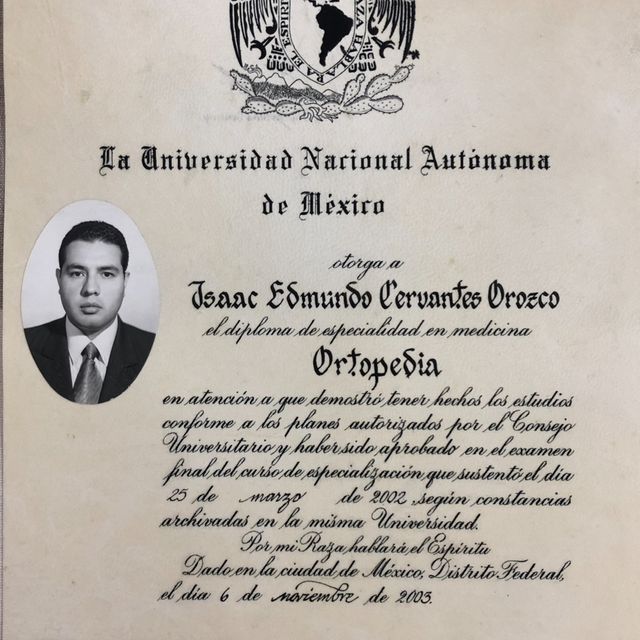 La Universidad Nacional Autónoma
de México
otorga a
Isaac Edmundo Cervantes Orozco
el diploma de especialidad en medicina
Ortopedia
en atención a que demostró tener hechos los estudios
conforme a los planes autorizados por el Consejo
Universitario y haber sido aprobado en el examen
final del curso de especialización que sustentó el día
25 de marzo de 2002, según constancias
archivadas en la misma Universidad.
Por mi Raza hablará el Espíritu
Dado en la ciudad de México, Distrito Federal,
el día 6 de noviembre de 2003.